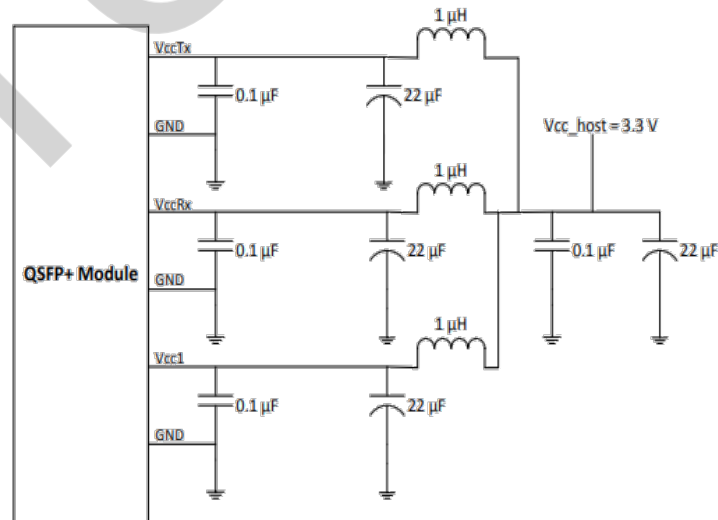 1 µH
VccTx
0.1 µF
22 µF
GND
Vcc_host = 3.3 V
1 µH
VccRx
QSFP+ Module
0.1 µF
22 µF
0.1 µF
22 µF
GND
1 µH
Vcc1
0.1 µF
22 µF
GND